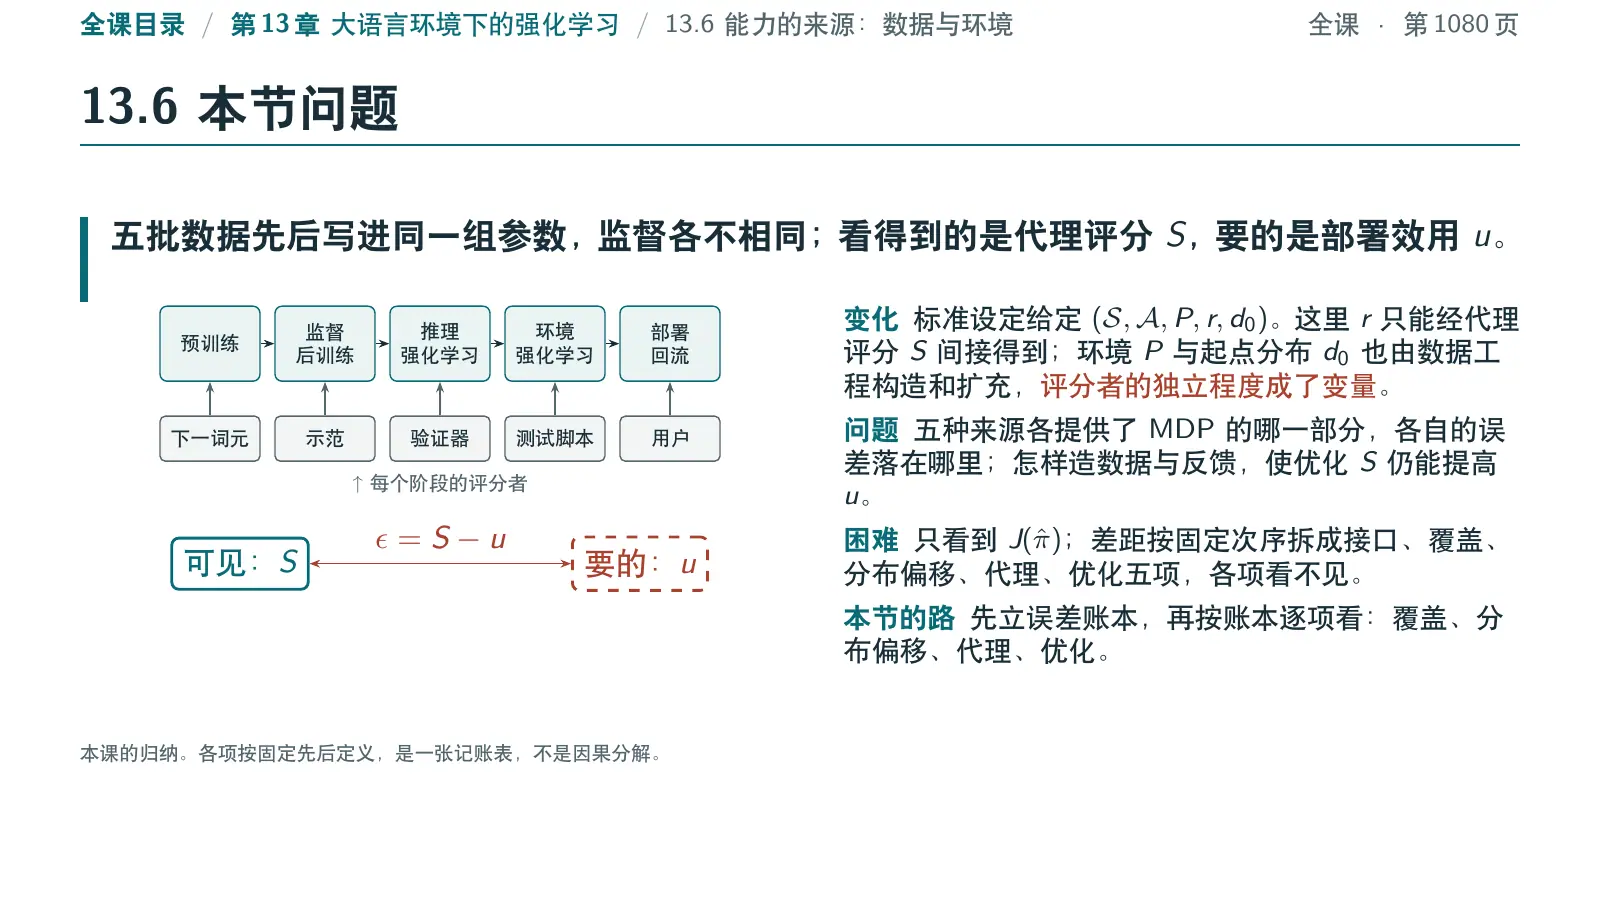 全课目录 / 第 13 章 大语言环境下的强化学习 / 13.6 能力的来源：数据与环境
全课 · 第 1080 页
13.6 本节问题
五批数据先后写进同一组参数，监督各不相同；看得到的是代理评分 S，要的是部署效用 u。
预训练
监督
后训练
推理
强化学习
环境
强化学习
部署
回流
下一词元
示范
验证器
测试脚本
用户
↑ 每个阶段的评分者
可见：S
ϵ = S − u
要的：u
变化 标准设定给定 (𝒮, 𝒜, P, r, d₀)。这里 r 只能经代理
评分 S 间接得到；环境 P 与起点分布 d₀ 也由数据工
程构造和扩充，评分者的独立程度成了变量。
问题 五种来源各提供了 MDP 的哪一部分，各自的误
差落在哪里；怎样造数据与反馈，使优化 S 仍能提高
u。
困难 只看到 J(π̂)；差距按固定次序拆成接口、覆盖、
分布偏移、代理、优化五项，各项看不见。
本节的路 先立误差账本，再按账本逐项看：覆盖、分
布偏移、代理、优化。
本课的归纳。各项按固定先后定义，是一张记账表，不是因果分解。